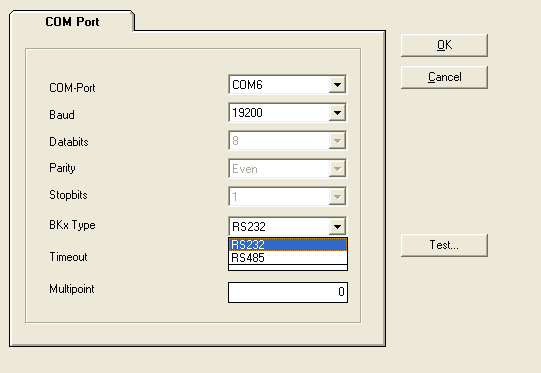 COM Port
OK
COM-Port COM6
Cancel
Baud 19200
Databits 8
Parity Even
Stopbits 1
BKx Type RS232
RS232
RS485
Timeout
Test...
Multipoint 0